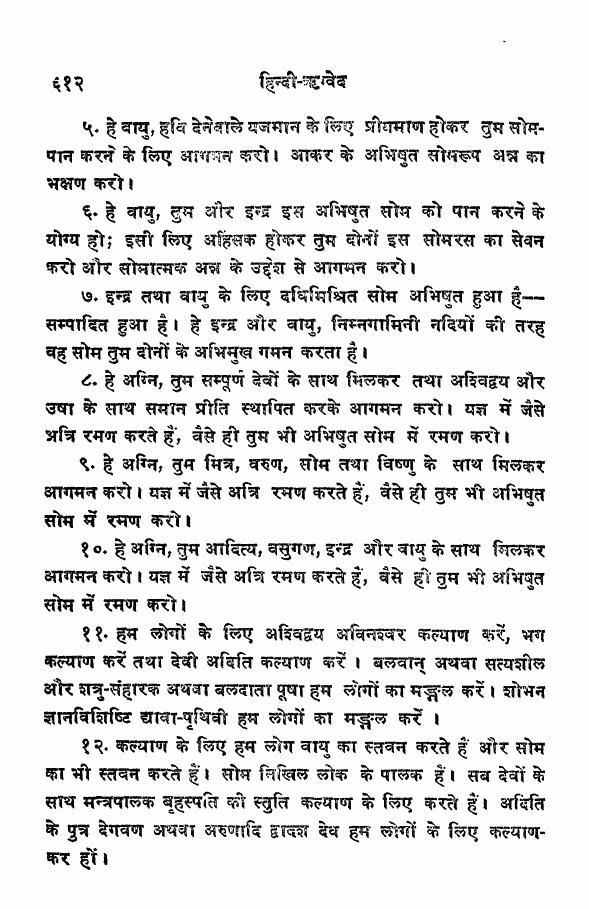 ६१२ हिन्दी-ऋग्वेद
५. हे वायु, हवि देनेवाले यजमान के लिए प्रीयमाण होकर तुम सोम-
पान करने के लिए आगमन करो। आकर के अभिषुत सोमरूप अन्न का
भक्षण करो।
६. हे वायु, तुम और इन्द्र इस अभिषुत सोम को पान करने के
योग्य हो; इसी लिए अहिंसक होकर तुम दोनों इस सोमरस का सेवन
करो और सोमात्मक अन्न के उद्देश से आगमन करो।
७. इन्द्र तथा वायु के लिए दधिमिश्रित सोम अभिषुत हुआ है--
सम्पादित हुआ है। हे इन्द्र और वायु, निम्नगामिनी नदियों की तरह
वह सोम तुम दोनों के अभिमुख गमन करता है।
८. हे अग्नि, तुम सम्पूर्ण देवों के साथ मिलकर तथा अश्विद्वय और
उषा के साथ समान प्रीति स्थापित करके आगमन करो। यज्ञ में जैसे
अत्रि रमण करते हैं, वैसे ही तुम भी अभिषुत सोम में रमण करो।
९. हे अग्नि, तुम मित्र, वरुण, सोम तथा विष्णु के साथ मिलकर
आगमन करो। यज्ञ में जैसे अत्रि रमण करते हैं, वैसे ही तुम भी अभिषुत
सोम में रमण करो।
१०. हे अग्नि, तुम आदित्य, वसुगण, इन्द्र और वायु के साथ मिलकर
आगमन करो। यज्ञ में जैसे अत्रि रमण करते हैं, वैसे ही तुम भी अभिषुत
सोम में रमण करो।
११. हम लोगों के लिए अश्विद्वय अविनश्वर कल्याण करें, भग
कल्याण करें तथा देवी अदिति कल्याण करें । बलवान् अथवा सत्यशील
और शत्रु-संहारक अथवा बलदाता पूषा हम लोगों का मङ्गल करें। शोभन
ज्ञानविशिष्टि द्यावा-पृथिवी हम लोगों का मङ्गल करें ।
१२. कल्याण के लिए हम लोग वायु का स्तवन करते हैं और सोम
का भी स्तवन करते हैं। सोम निखिल लोक के पालक हैं। सब देवों के
साथ मन्त्रपालक बृहस्पति की स्तुति कल्याण के लिए करते हैं। अदिति
के पुत्र देगवण अथवा अरुणादि द्वादश देव हम लोगों के लिए कल्याण-
कर हों।